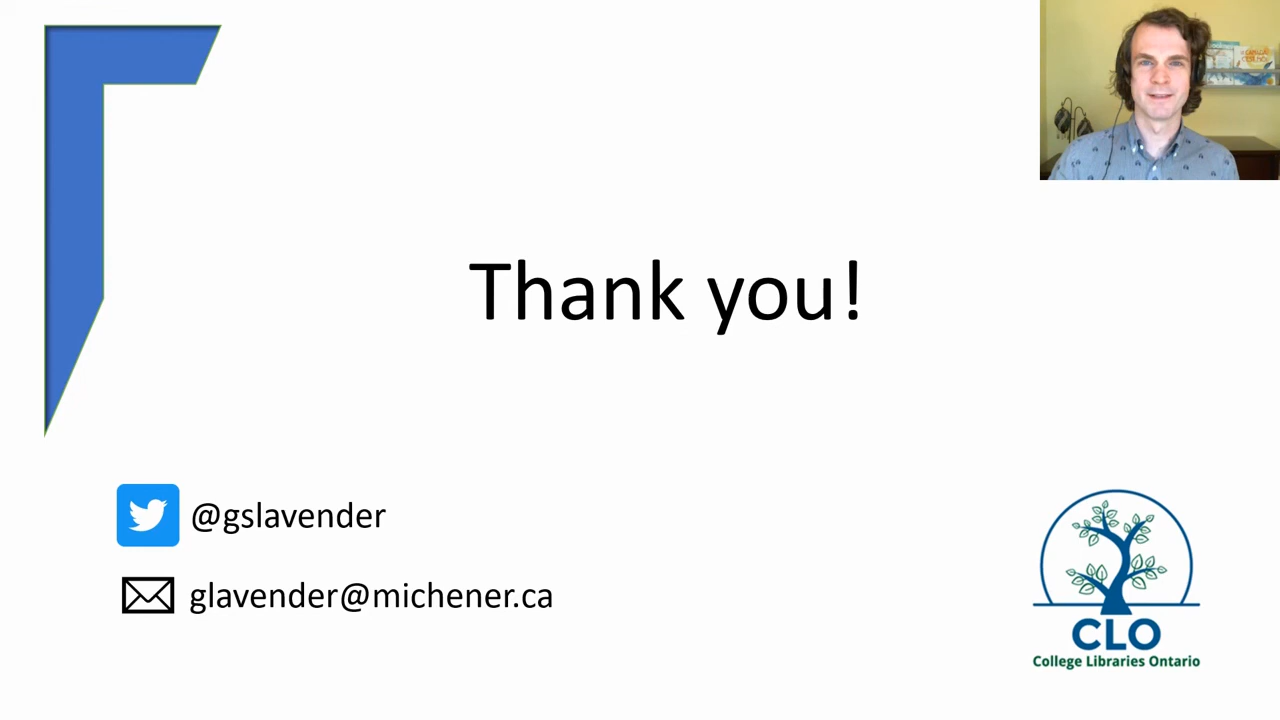 Thank you!
@gslavender
glavender@michener.ca
CLO
College Libraries Ontario